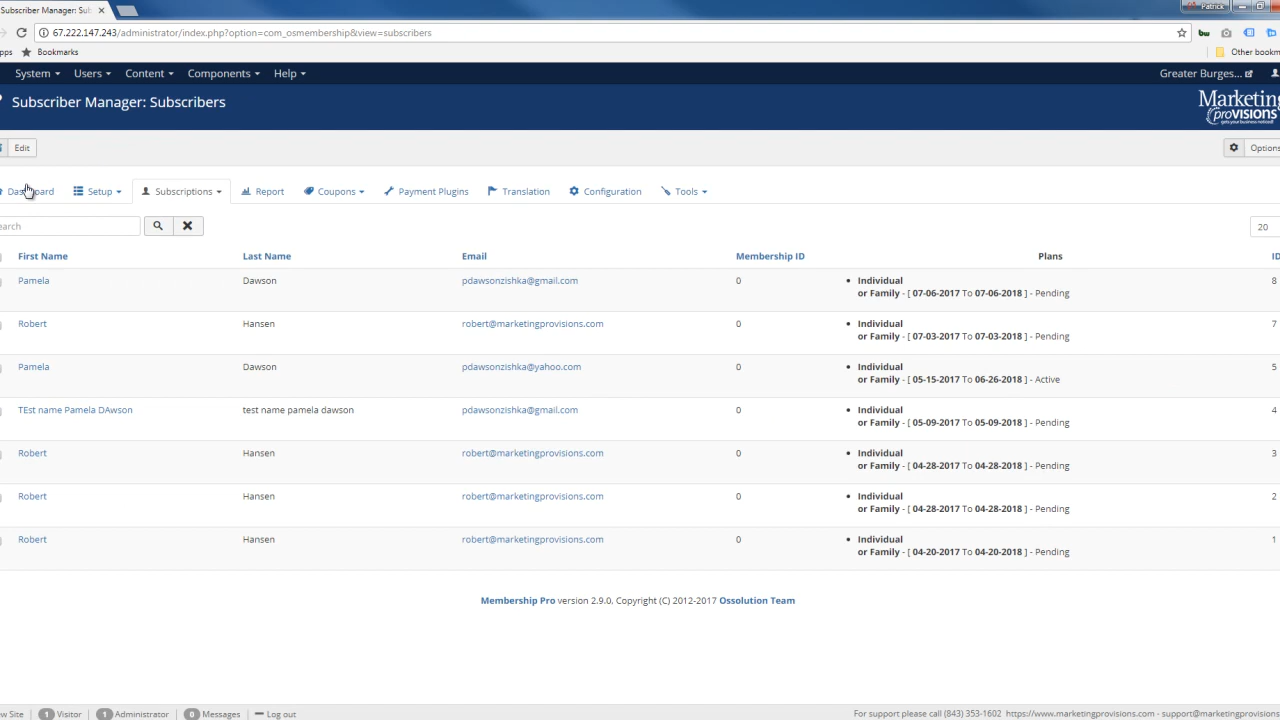 Subscriber Manager: Sub
Patrick
67.222.147.243/administrator/index.php?option=com_osmembership&view=subscribers
Bookmarks
Other bookm
System Users Content Components Help
Greater Burges...
Subscriber Manager: Subscribers
Marketing
proVISIONS
Edit
Options
Dashboard Setup Subscriptions Report Coupons Payment Plugins Translation Configuration Tools
earch
20
First Name Last Name Email Membership ID Plans ID
Pamela Dawson pdawsonzishka@gmail.com 0 • Individual 8
or Family - [ 07-06-2017 To 07-06-2018 ] - Pending
Robert Hansen robert@marketingprovisions.com 0 • Individual 7
or Family - [ 07-03-2017 To 07-03-2018 ] - Pending
Pamela Dawson pdawsonzishka@yahoo.com 0 • Individual 5
or Family - [ 05-15-2017 To 06-26-2018 ] - Active
TEst name Pamela DAwson test name pamela dawson pdawsonzishka@gmail.com 0 • Individual 4
or Family - [ 05-09-2017 To 05-09-2018 ] - Pending
Robert Hansen robert@marketingprovisions.com 0 • Individual 3
or Family - [ 04-28-2017 To 04-28-2018 ] - Pending
Robert Hansen robert@marketingprovisions.com 0 • Individual 2
or Family - [ 04-28-2017 To 04-28-2018 ] - Pending
Robert Hansen robert@marketingprovisions.com 0 • Individual 1
or Family - [ 04-20-2017 To 04-20-2018 ] - Pending
Membership Pro version 2.9.0, Copyright (C) 2012-2017 Ossolution Team
w Site 1 Visitor 1 Administrator 0 Messages Log out
For support please call (843) 353-1602 https://www.marketingprovisions.com - support@marketingprovisions